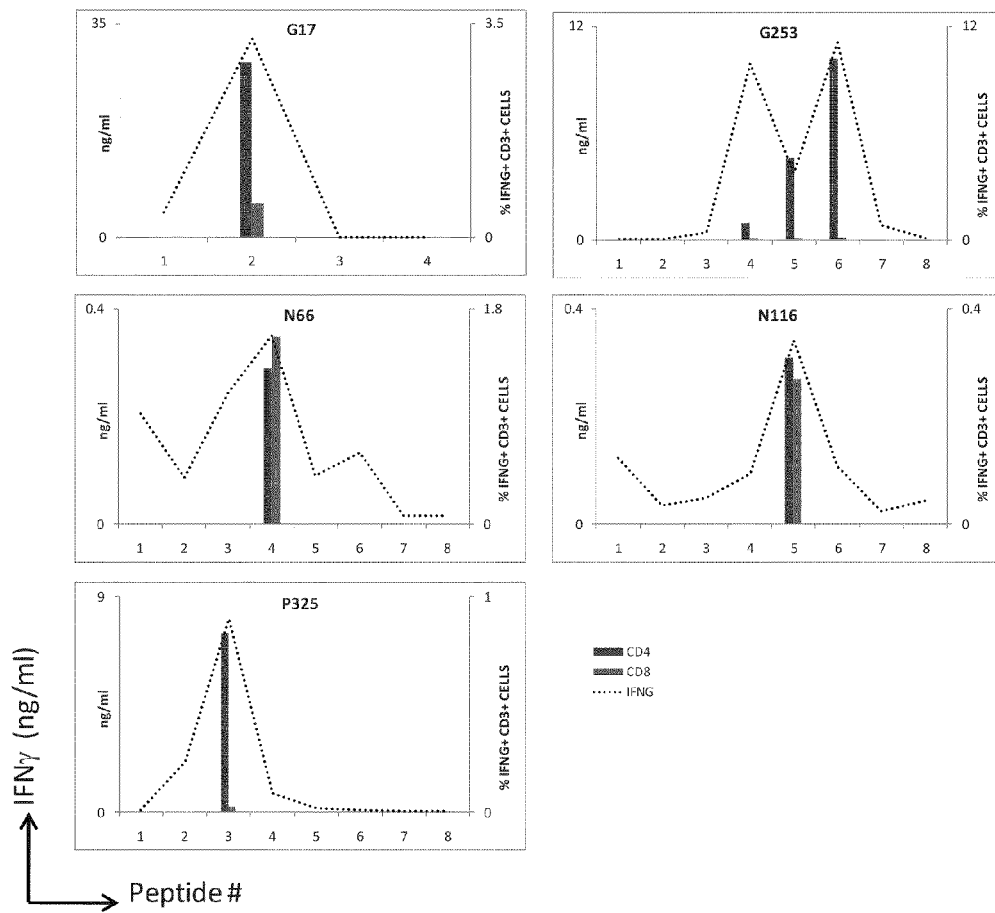 G17
35
3.5
ng/ml
% IFNG+ CD3+ CELLS
0
0
1 2 3 4
G253
12
12
ng/ml
% IFNG+ CD3+ CELLS
0
0
1 2 3 4 5 6 7 8
N66
0.4
1.8
ng/ml
% IFNG+ CD3+ CELLS
0
0
1 2 3 4 5 6 7 8
N116
0.4
0.4
ng/ml
% IFNG+ CD3+ CELLS
0
0
1 2 3 4 5 6 7 8
P325
9
1
ng/ml
% IFNG+ CD3+ CELLS
0
0
1 2 3 4 5 6 7 8
CD4
CD8
IFNG
IFNγ (ng/ml)
Peptide #